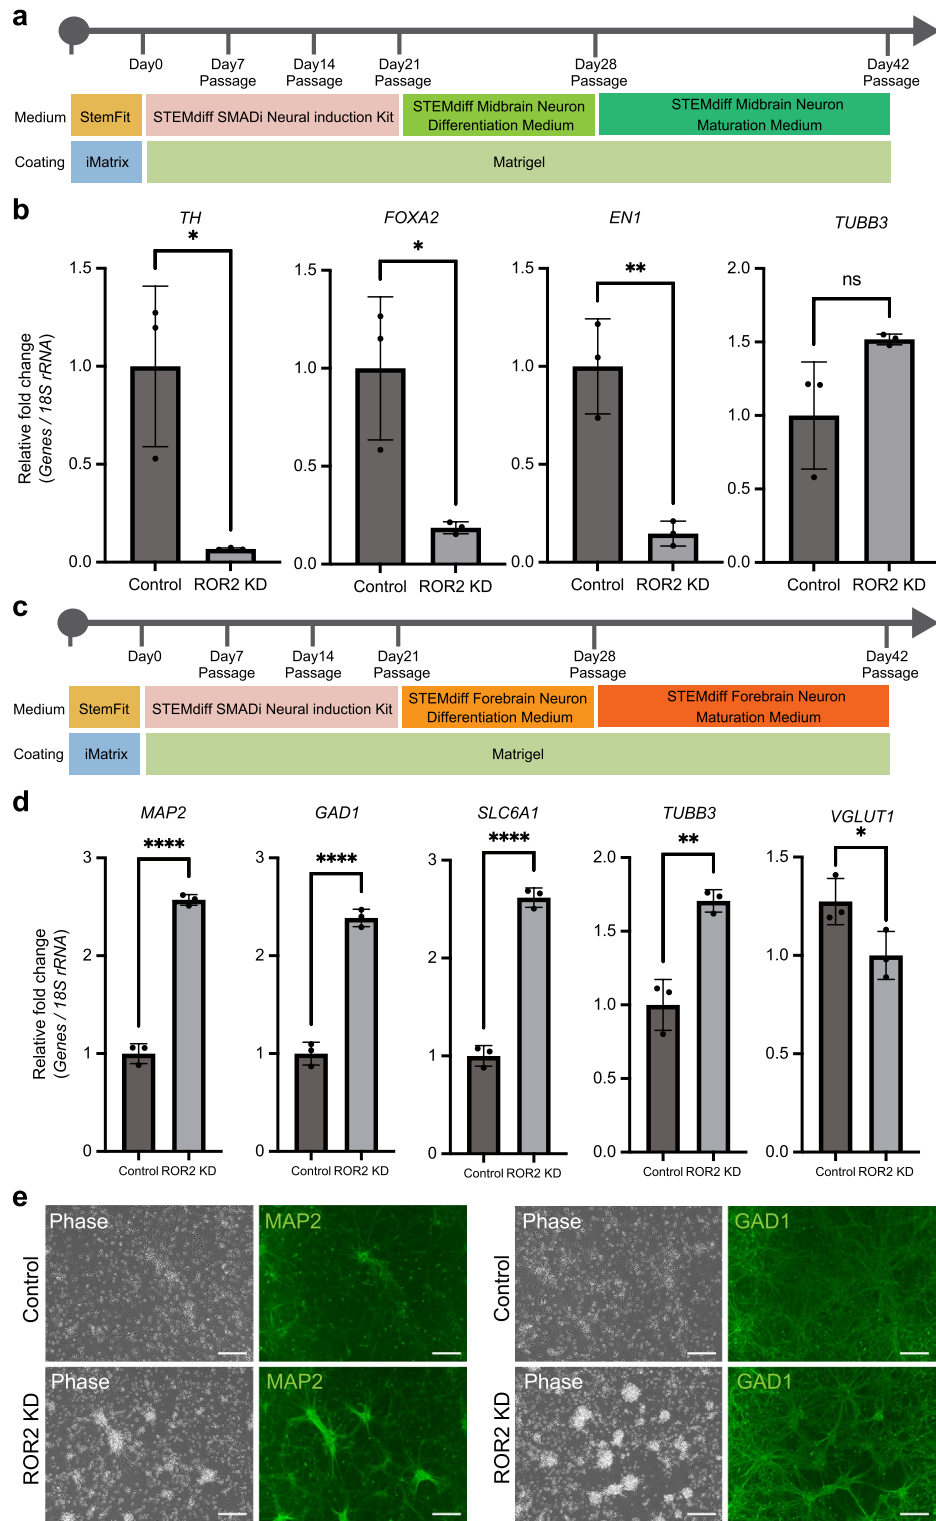 a
Day0
Day7
Passage
Day14
Passage
Day21
Passage
Day28
Passage
Day42
Passage
Medium
StemFit
STEMdiff SMADi Neural induction Kit
STEMdiff Midbrain Neuron
Differentiation Medium
STEMdiff Midbrain Neuron
Maturation Medium
Coating
iMatrix
Matrigel
b
Relative fold change
(Genes / 18S rRNA)
TH
*
1.5
1.0
0.5
0.0
Control
ROR2 KD
FOXA2
*
1.5
1.0
0.5
0.0
Control
ROR2 KD
EN1
**
1.5
1.0
0.5
0.0
Control
ROR2 KD
TUBB3
ns
2.0
1.5
1.0
0.5
0.0
Control
ROR2 KD
c
Day0
Day7
Passage
Day14
Passage
Day21
Passage
Day28
Passage
Day42
Passage
Medium
StemFit
STEMdiff SMADi Neural induction Kit
STEMdiff Forebrain Neuron
Differentiation Medium
STEMdiff Forebrain Neuron
Maturation Medium
Coating
iMatrix
Matrigel
d
Relative fold change
(Genes / 18S rRNA)
MAP2
****
3
2
1
0
Control ROR2 KD
GAD1
****
3
2
1
0
Control ROR2 KD
SLC6A1
****
3
2
1
0
Control ROR2 KD
TUBB3
**
2.0
1.5
1.0
0.5
0.0
Control ROR2 KD
VGLUT1
*
1.5
1.0
0.5
0.0
Control ROR2 KD
e
Control
Phase
MAP2
Control
Phase
GAD1
ROR2 KD
Phase
MAP2
ROR2 KD
Phase
GAD1